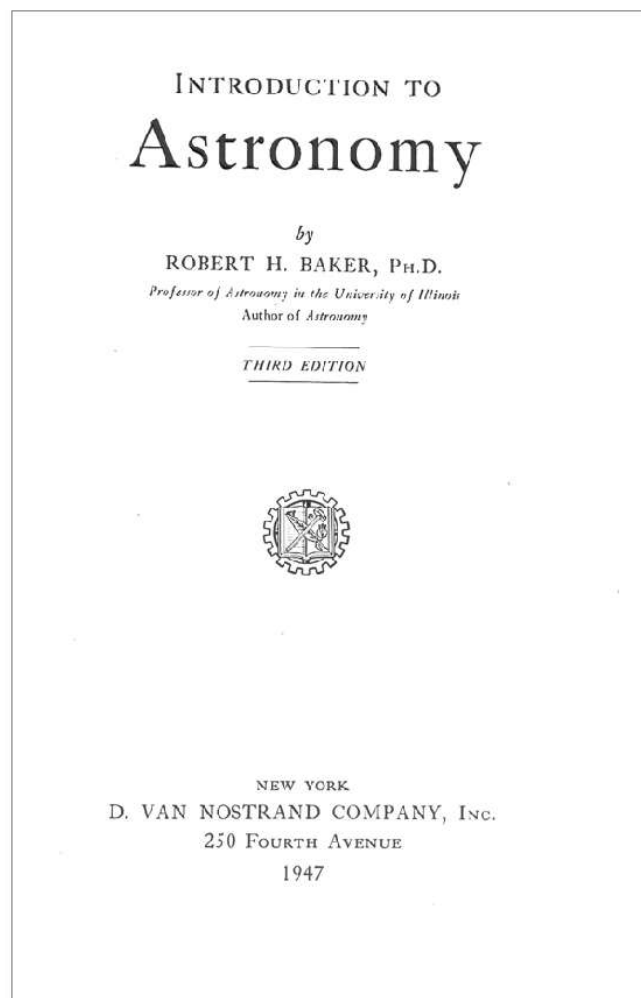 INTRODUCTION TO
Astronomy
by
ROBERT H. BAKER, PH.D.
Professor of Astronomy in the University of Illinois
Author of Astronomy
THIRD EDITION
NEW YORK
D. VAN NOSTRAND COMPANY, INC.
250 FOURTH AVENUE
1947